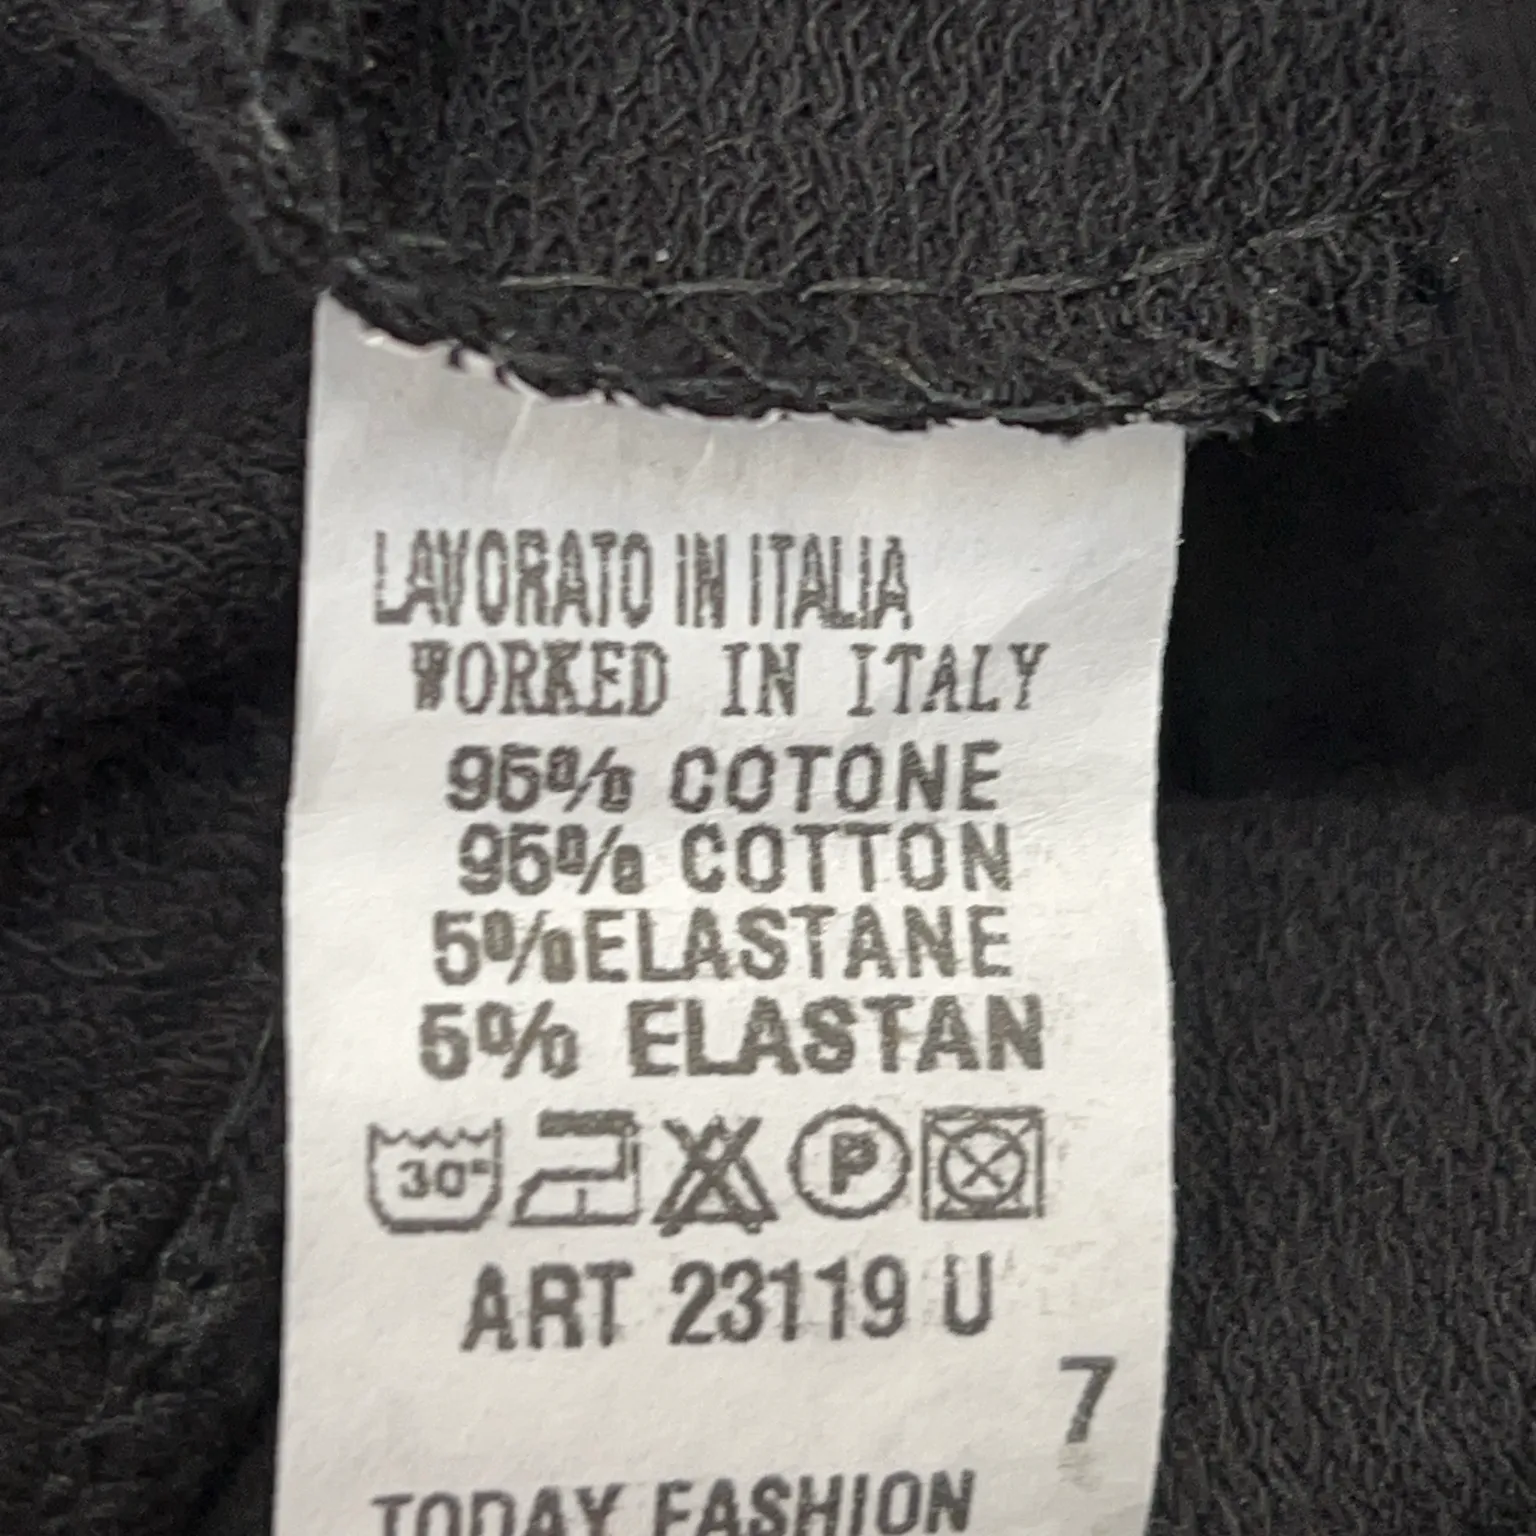 LAVORATO IN ITALIA
WORKED IN ITALY
95% COTONE
95% COTTON
5% ELASTANE
5% ELASTAN
30° P
ART 23119 U
7
TODAY FASHION